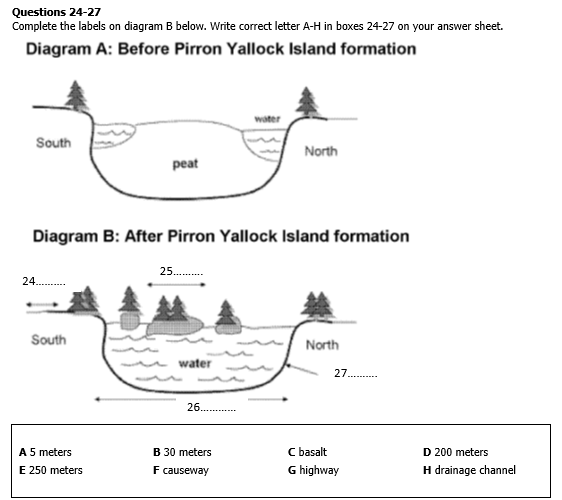 Questions 24-27
Complete the labels on diagram B below. Write correct letter A-H in boxes 24-27 on your answer sheet.
Diagram A: Before Pirron Yallock Island formation
water
South
North
peat
Diagram B: After Pirron Yallock Island formation
25..........
24..........
South
North
water
27..........
26............
A 5 meters B 30 meters C basalt D 200 meters
E 250 meters F causeway G highway H drainage channel